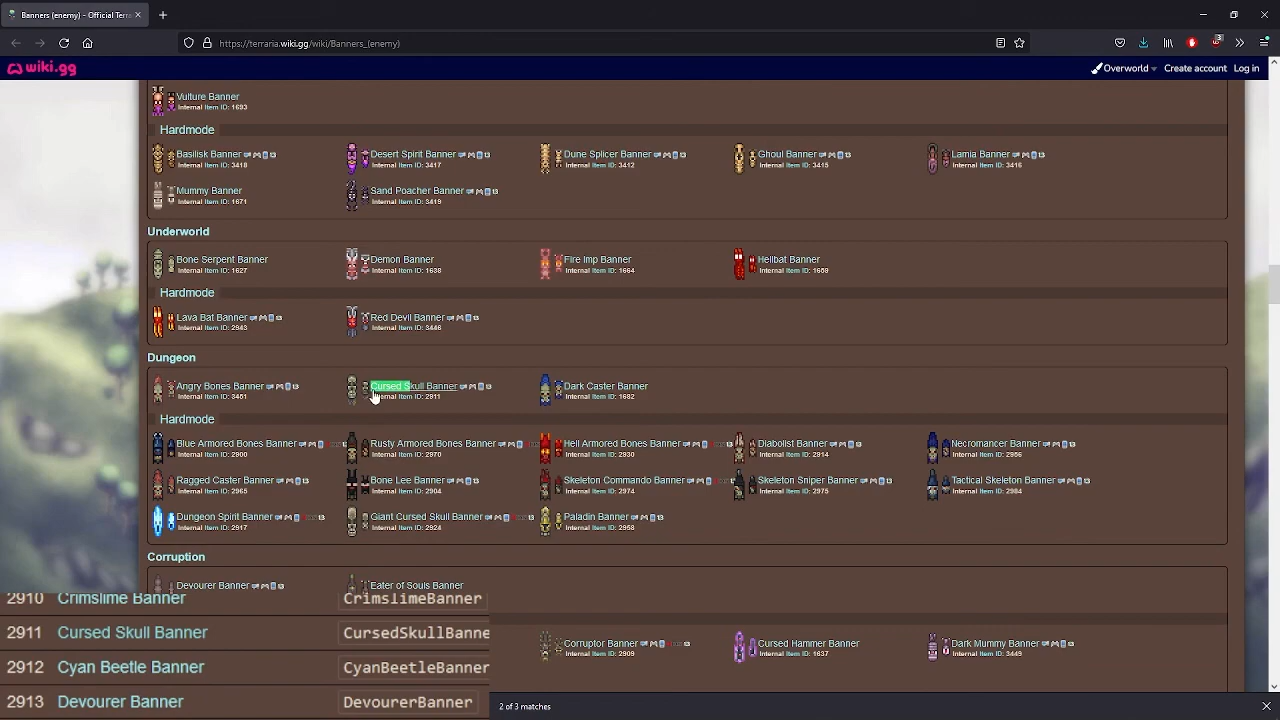 Banners (enemy) – Official Terra
https://terraria.wiki.gg/wiki/Banners_(enemy)
wiki.gg
Overworld Create account Log in
Vulture Banner
Internal Item ID: 1693
Hardmode
Basilisk Banner Desert Spirit Banner Dune Splicer Banner Ghoul Banner Lamia Banner
Internal Item ID: 3418 Internal Item ID: 3417 Internal Item ID: 3412 Internal Item ID: 3415 Internal Item ID: 3416
Mummy Banner Sand Poacher Banner
Internal Item ID: 1671 Internal Item ID: 3419
Underworld
Bone Serpent Banner Demon Banner Fire Imp Banner Hellbat Banner
Internal Item ID: 1627 Internal Item ID: 1638 Internal Item ID: 1664 Internal Item ID:
Hardmode
Lava Bat Banner Red Devil Banner
Internal Item ID: 2943 Internal Item ID: 3446
Dungeon
Angry Bones Banner Cursed Skull Banner Dark Caster Banner
Internal Item ID: 3451 Internal Item ID: 2911 Internal Item ID:
Hardmode
Blue Armored Bones Banner Rusty Armored Bones Banner Hell Armored Bones Banner Diabolist Banner Necromancer Banner
Internal Item ID: 2900 Internal Item ID: 2970 Internal Item ID: 2930 Internal Item ID: 2914 Internal Item ID: 2956
Ragged Caster Banner Bone Lee Banner Skeleton Commando Banner Skeleton Sniper Banner Tactical Skeleton Banner
Internal Item ID: 2965 Internal Item ID: 2904 Internal Item ID: 2974 Internal Item ID: 2975 Internal Item ID: 2984
Dungeon Spirit Banner Giant Cursed Skull Banner Paladin Banner
Internal Item ID: 2917 Internal Item ID: 2924 Internal Item ID: 2958
Corruption
Devourer Banner Eater of Souls Banner
2910 Crimslime Banner CrimslimeBanner
2911 Cursed Skull Banner CursedSkullBanne
Corruptor Banner Cursed Hammer Banner Dark Mummy Banner
Internal Item ID: 2909 Internal Item ID: 1637 Internal Item ID: 3449
2912 Cyan Beetle Banner CyanBeetleBanner
2913 Devourer Banner DevourerBanner
2 of 3 matches